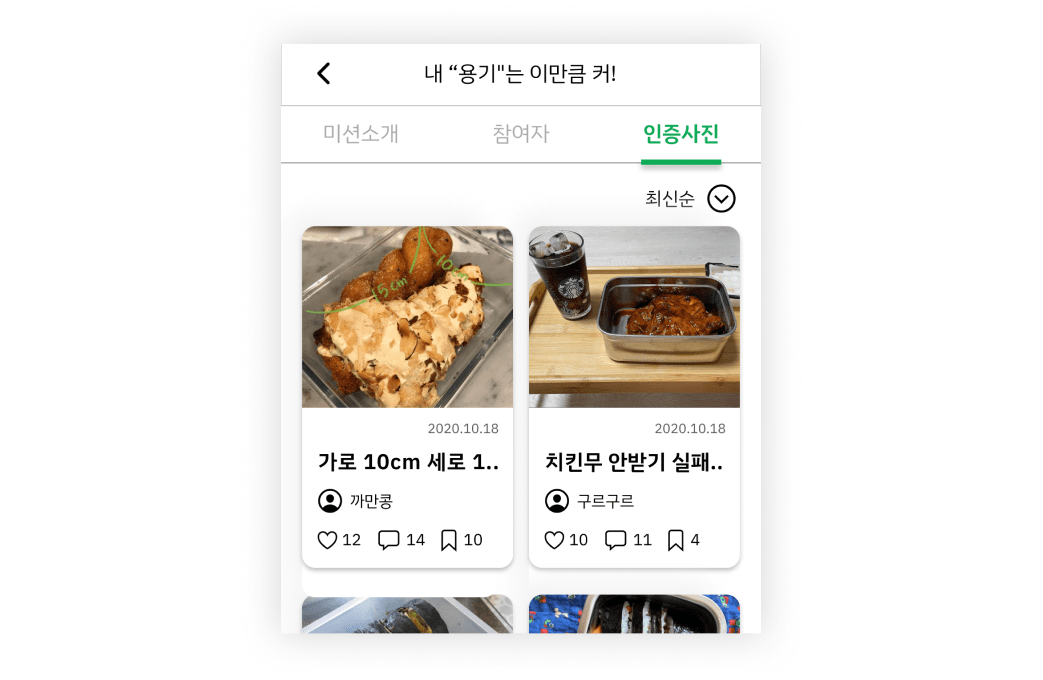 내 “용기"는 이만큼 커!
미션소개 참여자 인증사진
최신순
15cm 10cm
2020.10.18 2020.10.18
가로 10cm 세로 1.. 치킨무 안받기 실패..
까만콩 구르구르
12 14 10 10 11 4